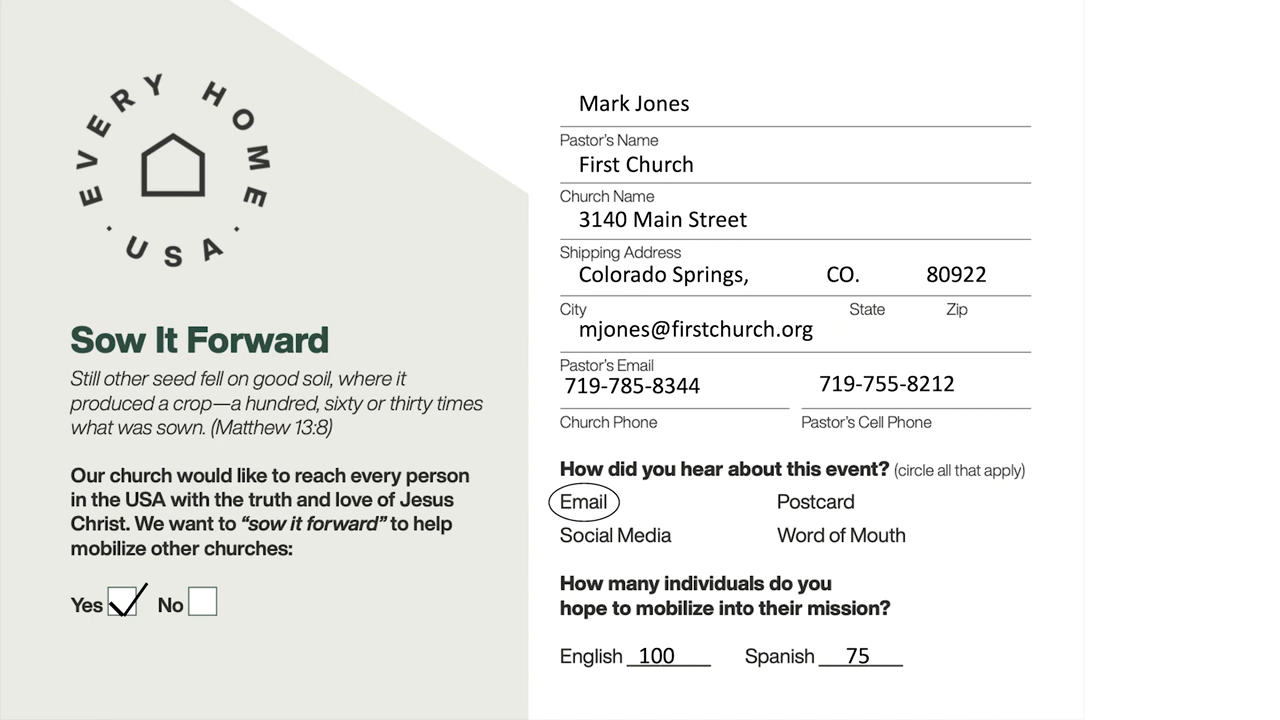 EVERY HOME
· USA ·
Sow It Forward
Still other seed fell on good soil, where it
produced a crop—a hundred, sixty or thirty times
what was sown. (Matthew 13:8)
Our church would like to reach every person
in the USA with the truth and love of Jesus
Christ. We want to “sow it forward” to help
mobilize other churches:
Yes No
Mark Jones
Pastor’s Name
First Church
Church Name
3140 Main Street
Shipping Address
Colorado Springs, CO. 80922
City State Zip
mjones@firstchurch.org
Pastor’s Email
719-785-8344 719-755-8212
Church Phone Pastor’s Cell Phone
How did you hear about this event? (circle all that apply)
Email Postcard
Social Media Word of Mouth
How many individuals do you
hope to mobilize into their mission?
English 100 Spanish 75